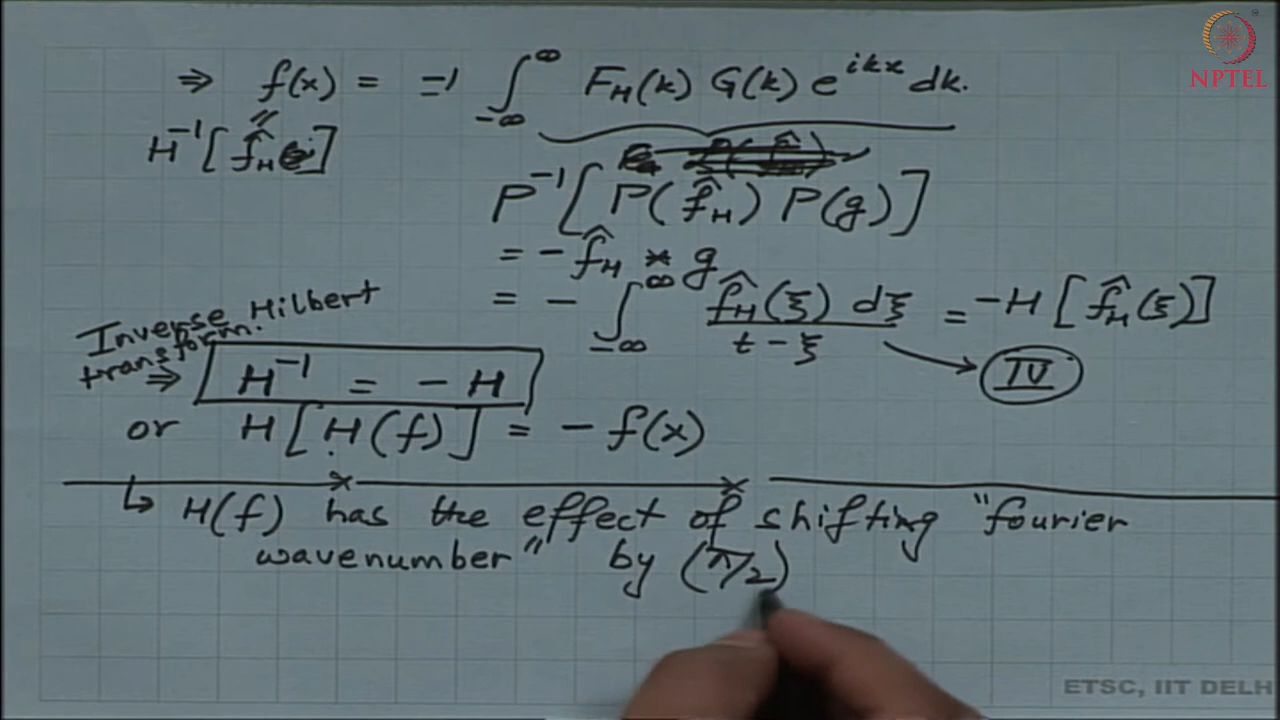 NPTEL
⇒ f(x) = -1 ∫_{-∞}^{∞} F_H(k) G(k) e^{ikx} dk.
H^{-1}[f̂_H]
P^{-1}[P(f̂_H) P(g)]
= - f̂_H * g
= - ∫_{-∞}^{∞} f̂_H(ξ) dξ / (t - ξ) = -H[f̂_H(ξ)]
→ IV
Inverse Hilbert
transform.
⇒ H^{-1} = - H
or H[H(f)] = - f(x)
↳ H(f) has the effect of shifting "fourier
wavenumber" by (π/2)
ETSC, IIT DELH